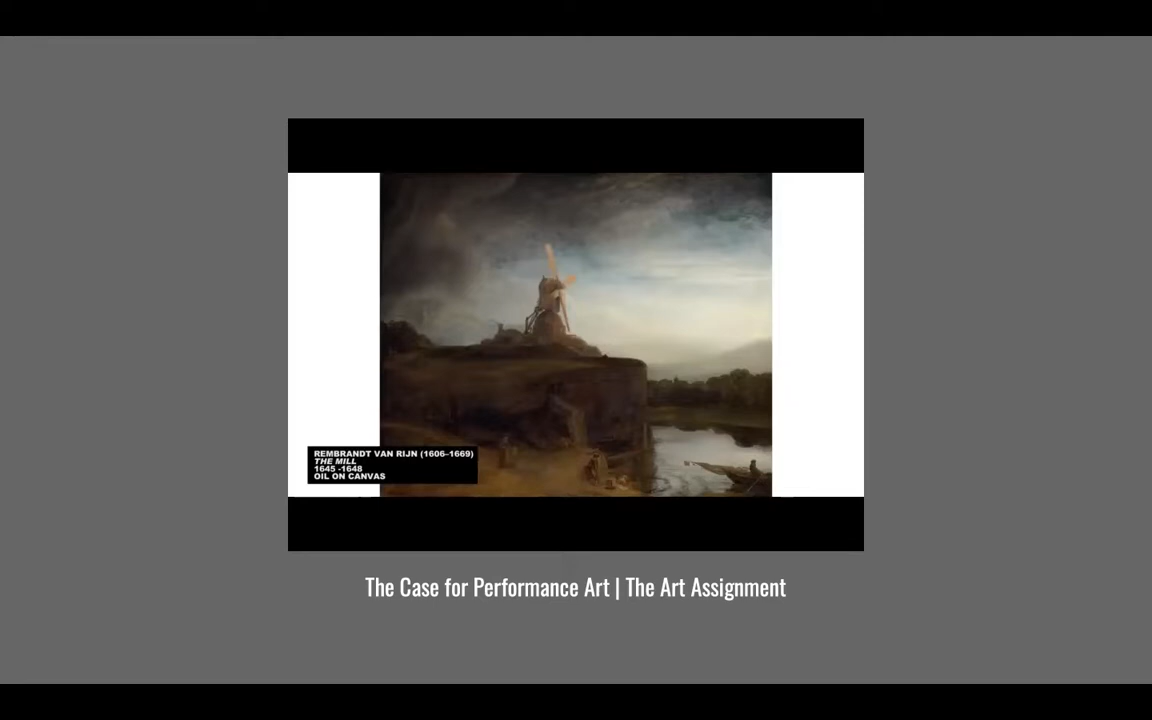 REMBRANDT VAN RIJN (1606–1669)
THE MILL
1645 -1648
OIL ON CANVAS
The Case for Performance Art | The Art Assignment